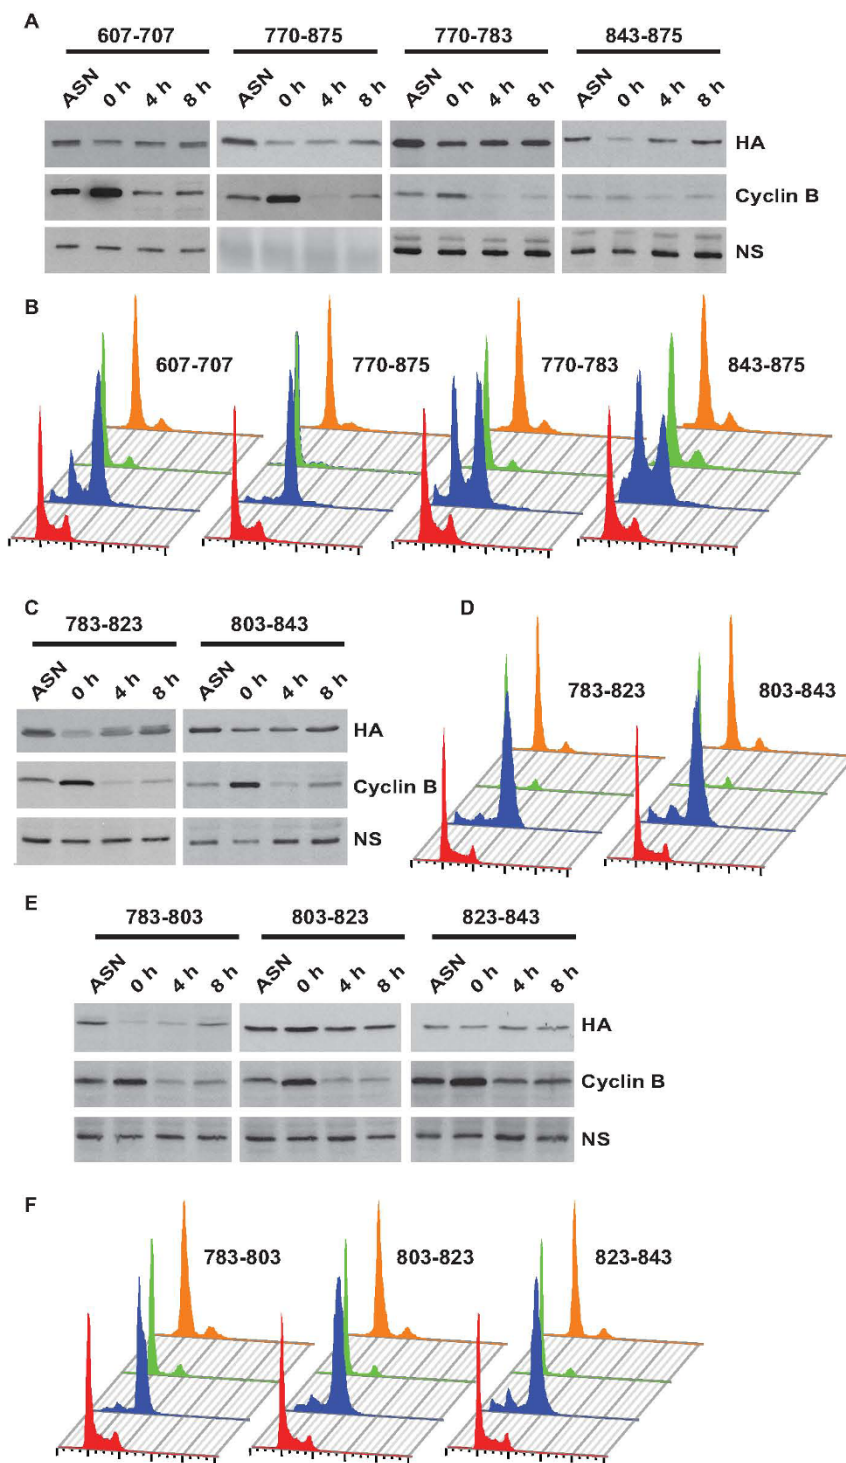 A
607-707 770-875 770-783 843-875
ASN 0 h 4 h 8 h ASN 0 h 4 h 8 h ASN 0 h 4 h 8 h ASN 0 h 4 h 8 h
HA
Cyclin B
NS
B
607-707 770-875 770-783 843-875
C
783-823 803-843
ASN 0 h 4 h 8 h ASN 0 h 4 h 8 h
HA
Cyclin B
NS
D
783-823 803-843
E
783-803 803-823 823-843
ASN 0 h 4 h 8 h ASN 0 h 4 h 8 h ASN 0 h 4 h 8 h
HA
Cyclin B
NS
F
783-803 803-823 823-843